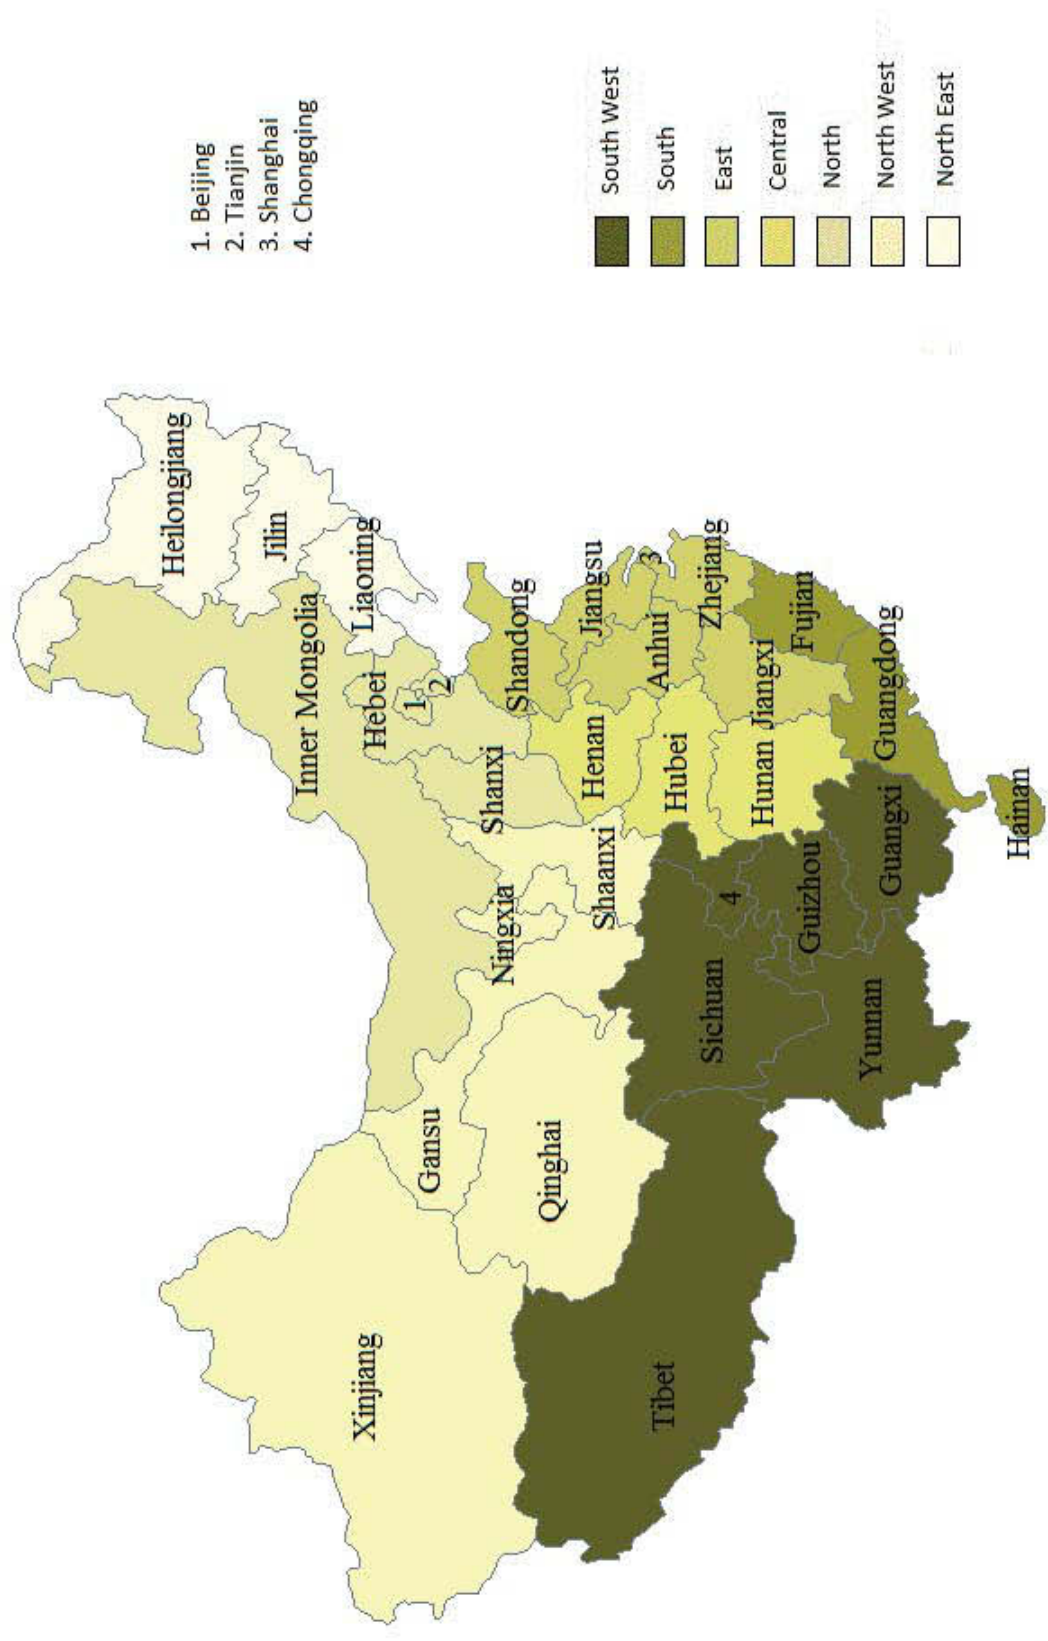 1. Beijing
2. Tianjin
3. Shanghai
4. Chongqing
Heilongjiang
Jilin
Inner Mongolia
Liaoning
Xinjiang
Hebei
1
2
Gansu
Shanxi
Ningxia
Shandong
Qinghai
Jiangsu
Henan
Shaanxi
3
Anhui
Tibet
Hubei
Zhejiang
Sichuan
4
Jiangxi
Hunan
Fujian
Guizhou
Guangdong
Guangxi
Yunnan
Hainan
South West
South
East
Central
North
North West
North East